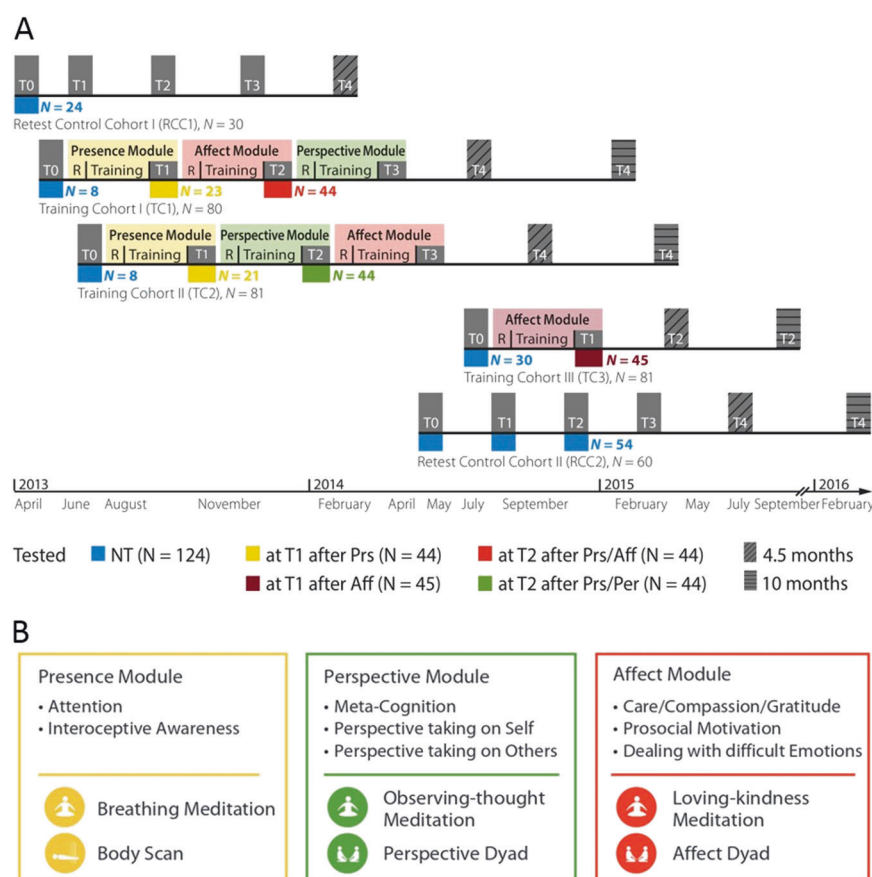 A
T0 T1 T2 T3 T4
N = 24
Retest Control Cohort I (RCC1), N = 30
Presence Module Affect Module Perspective Module
T0 R Training T1 R Training T2 R Training T3 T4 T4
N = 8 N = 23 N = 44
Training Cohort I (TC1), N = 80
Presence Module Perspective Module Affect Module
T0 R Training T1 R Training T2 R Training T3 T4 T4
N = 8 N = 21 N = 44
Training Cohort II (TC2), N = 81
Affect Module
T0 R Training T1 T2 T2
N = 30 N = 45
Training Cohort III (TC3), N = 81
T0 T1 T2 T3 T4 T4
N = 54
Retest Control Cohort II (RCC2), N = 60
2013 2014 2015 2016
April June August November February April May July September February May July September February
Tested NT (N = 124) at T1 after Prs (N = 44) at T2 after Prs/Aff (N = 44) 4.5 months
at T1 after Aff (N = 45) at T2 after Prs/Per (N = 44) 10 months
B
Presence Module
• Attention
• Interoceptive Awareness
Breathing Meditation
Body Scan
Perspective Module
• Meta-Cognition
• Perspective taking on Self
• Perspective taking on Others
Observing-thought
Meditation
Perspective Dyad
Affect Module
• Care/Compassion/Gratitude
• Prosocial Motivation
• Dealing with difficult Emotions
Loving-kindness
Meditation
Affect Dyad